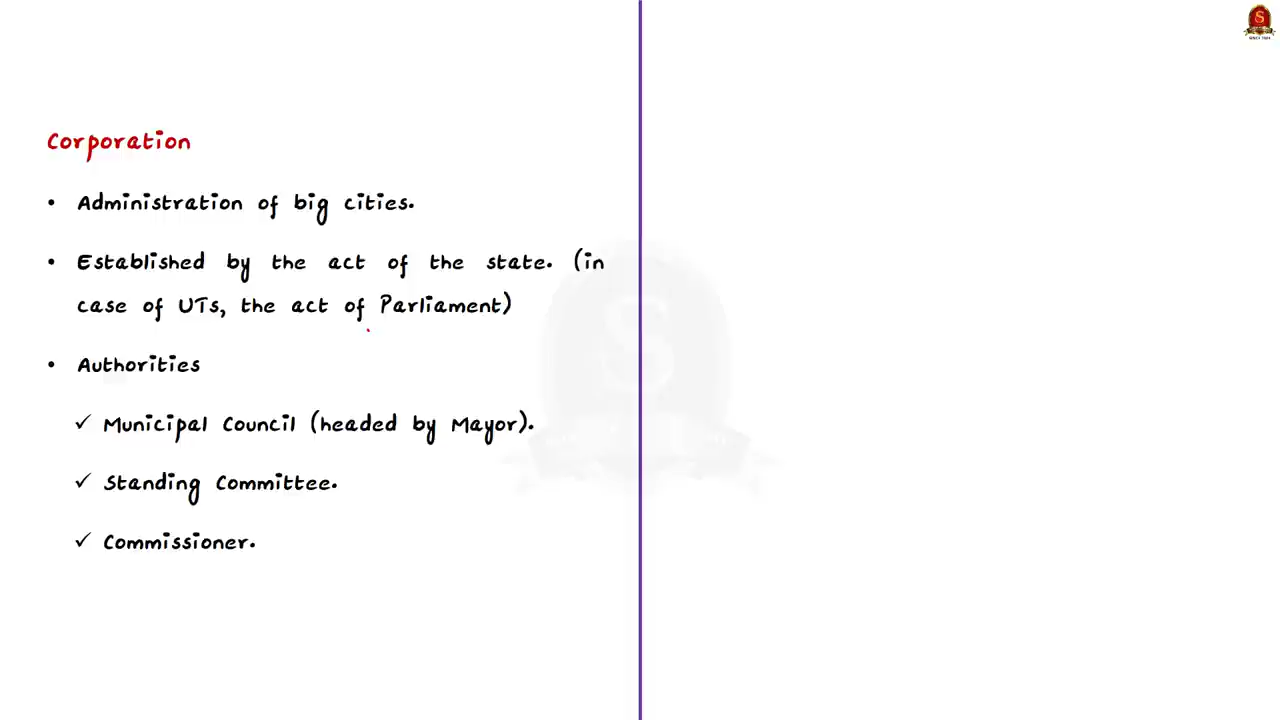 Corporation
• Administration of big cities.
• Established by the act of the state. (in
case of UTs, the act of Parliament)
• Authorities
✓ Municipal Council (headed by Mayor).
✓ Standing Committee.
✓ Commissioner.